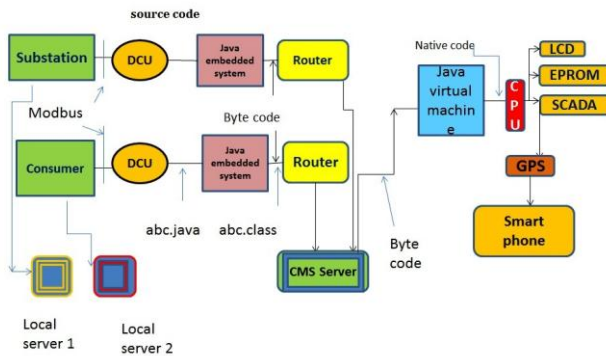 source code
Native code
Substation
DCU
Java
embedded
system
Router
LCD
EPROM
SCADA
Java
virtual
machin
e
C
P
U
Modbus
Byte code
Consumer
DCU
Java
embedded
system
Router
GPS
abc.java
abc.class
Byte
code
Smart
phone
CMS Server
Local
server 1
Local
server 2